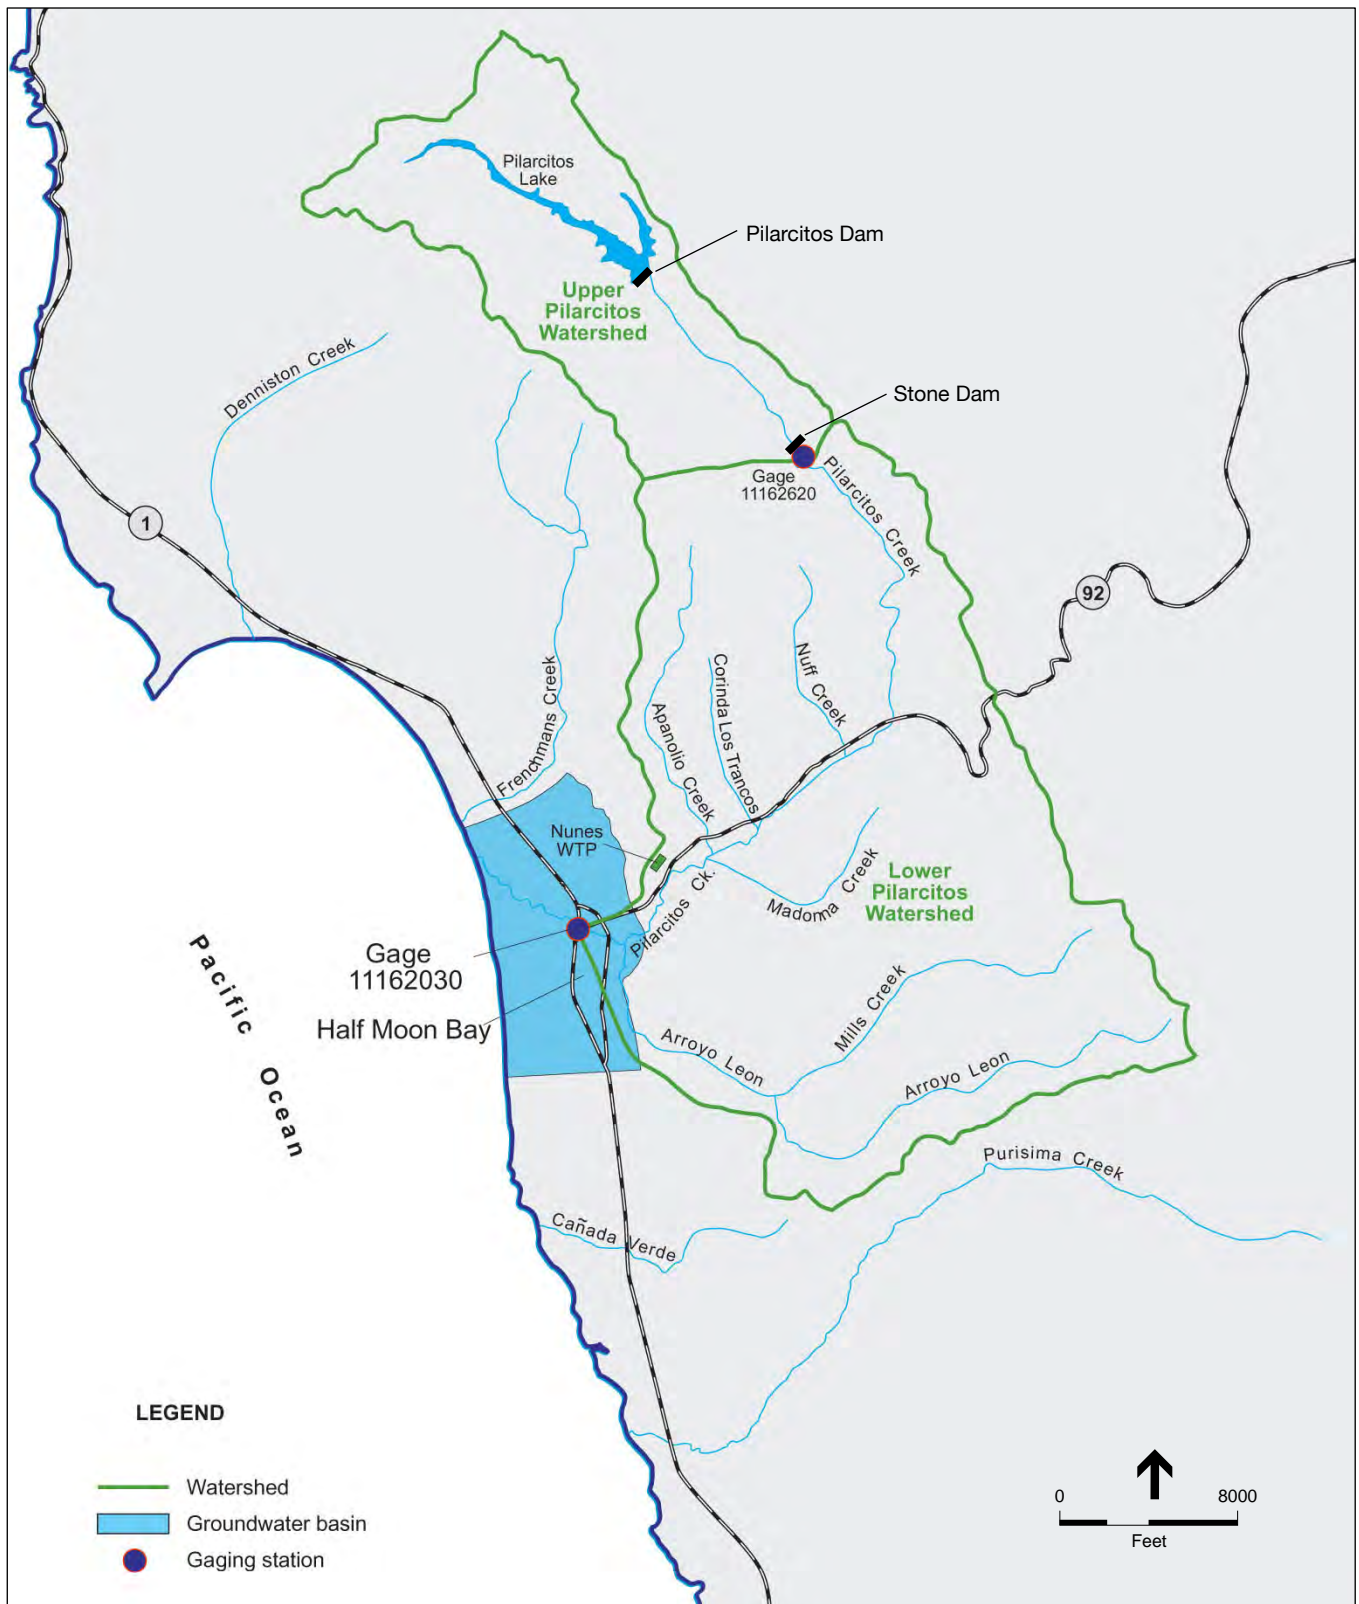 Pilarcitos
Lake
Pilarcitos Dam
Upper
Pilarcitos
Watershed
Denniston Creek
Stone Dam
Gage
11162620
Pilarcitos Creek
1
92
Frenchmans Creek
Apanolio Creek
Corinda Los Trancos
Nuff Creek
Nunes
WTP
Pilarcitos Ck.
Madonna Creek
Lower
Pilarcitos
Watershed
Gage
11162030
Half Moon Bay
Pacific Ocean
Arroyo Leon
Mills Creek
Arroyo Leon
Purisima Creek
Cañada Verde
LEGEND
Watershed
Groundwater basin
Gaging station
0 8000
Feet